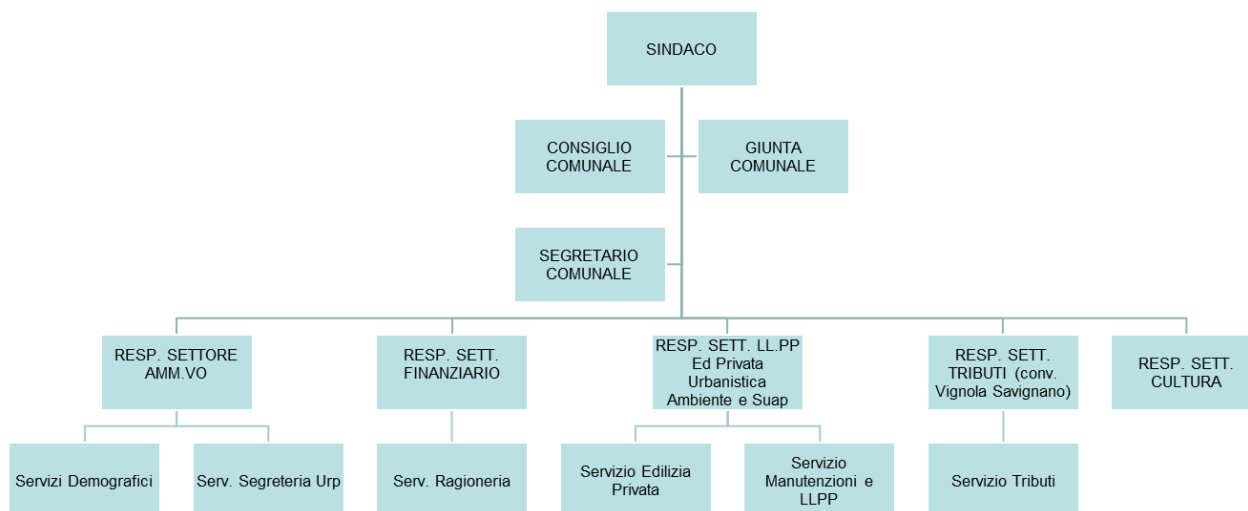 SINDACO
CONSIGLIO
COMUNALE
GIUNTA
COMUNALE
SEGRETARIO
COMUNALE
RESP. SETTORE
AMM.VO
RESP. SETT.
FINANZIARIO
RESP. SETT. LL.PP
Ed Privata
Urbanistica
Ambiente e Suap
RESP. SETT.
TRIBUTI (conv.
Vignola Savignano)
RESP. SETT.
CULTURA
Servizi Demografici
Serv. Segreteria Urp
Serv. Ragioneria
Servizio Edilizia
Privata
Servizio
Manutenzioni e
LLPP
Servizio Tributi